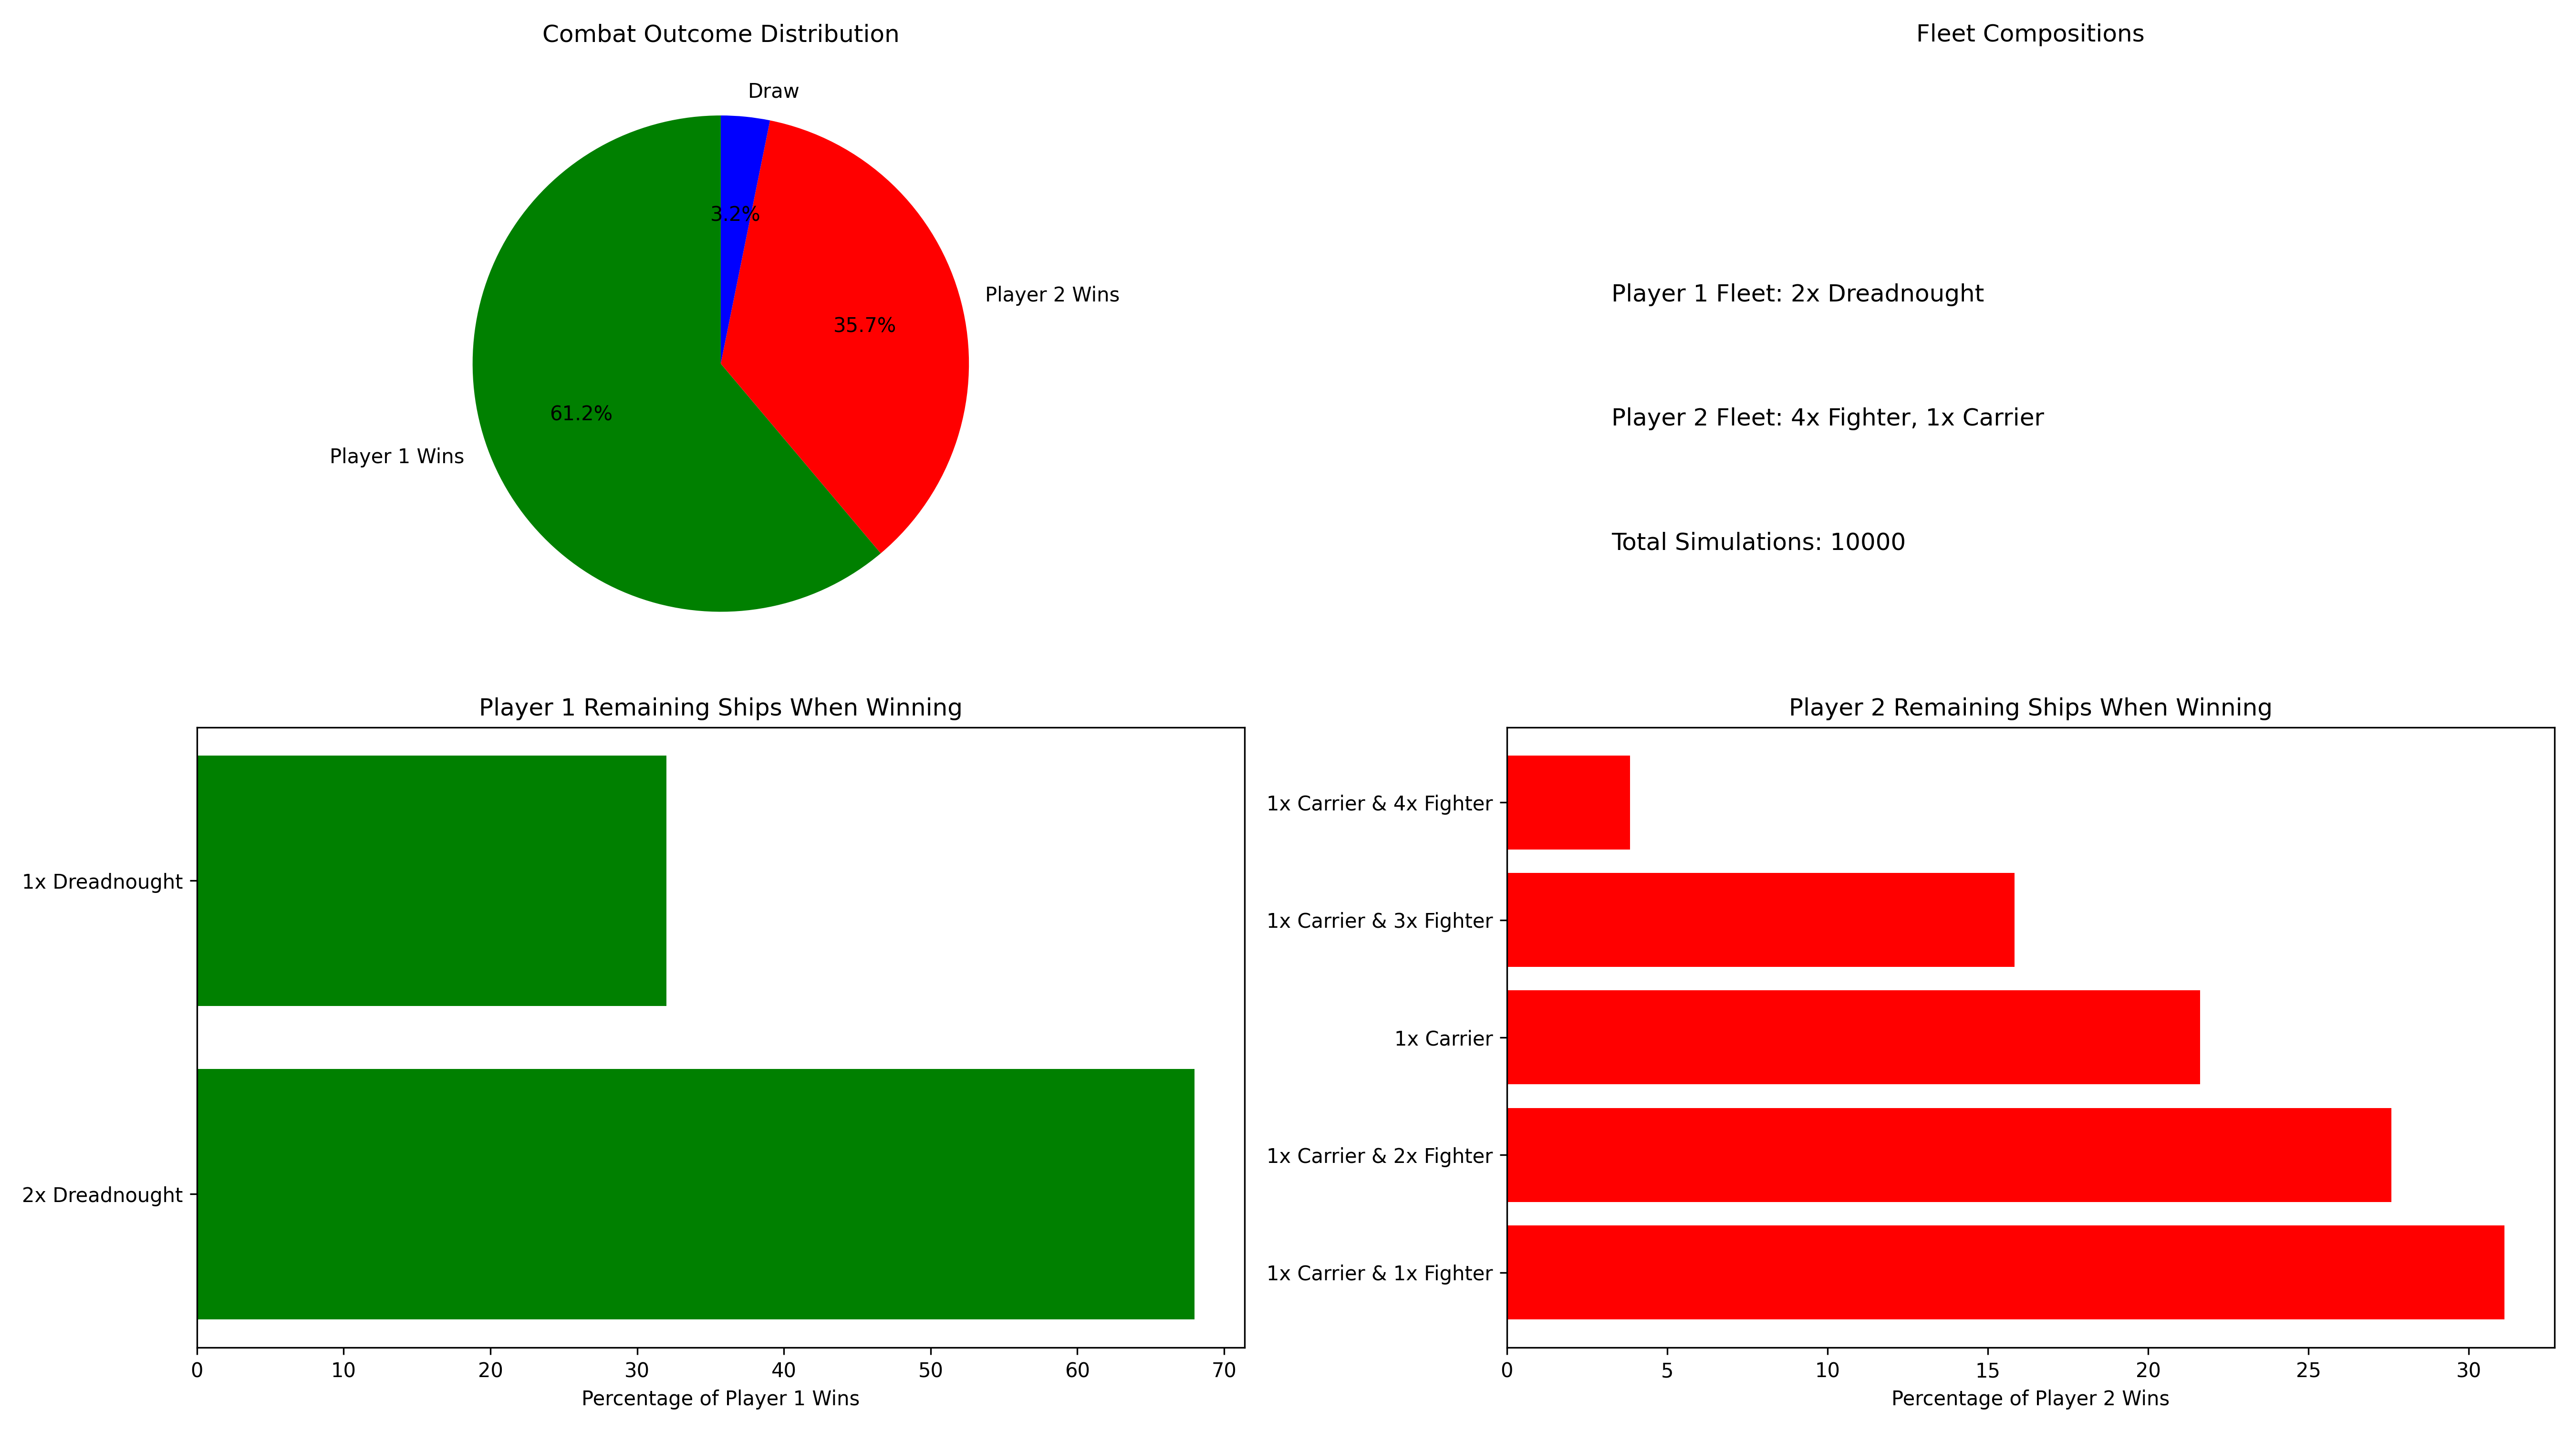 Combat Outcome Distribution
Draw
3.2%
Player 2 Wins
35.7%
61.2%
Player 1 Wins
Fleet Compositions
Player 1 Fleet: 2x Dreadnought
Player 2 Fleet: 4x Fighter, 1x Carrier
Total Simulations: 10000
Player 1 Remaining Ships When Winning
1x Dreadnought
2x Dreadnought
0 10 20 30 40 50 60 70
Percentage of Player 1 Wins
Player 2 Remaining Ships When Winning
1x Carrier & 4x Fighter
1x Carrier & 3x Fighter
1x Carrier
1x Carrier & 2x Fighter
1x Carrier & 1x Fighter
0 5 10 15 20 25 30
Percentage of Player 2 Wins